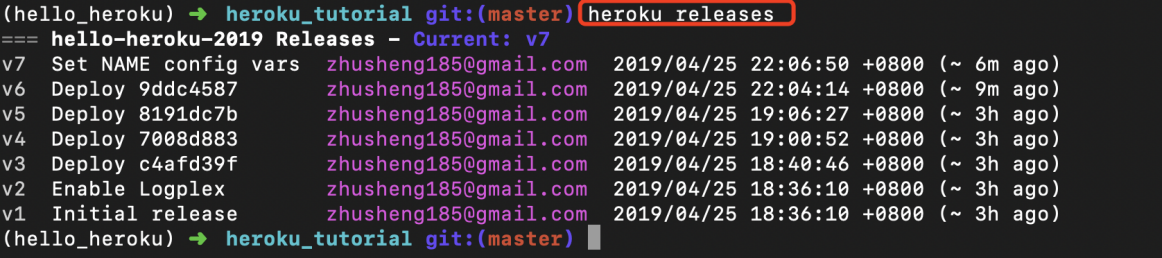 (hello_heroku) ➜ heroku_tutorial git:(master) heroku releases
=== hello-heroku-2019 Releases - Current: v7
v7 Set NAME config vars zhusheng185@gmail.com 2019/04/25 22:06:50 +0800 (~ 6m ago)
v6 Deploy 9ddc4587 zhusheng185@gmail.com 2019/04/25 22:04:14 +0800 (~ 9m ago)
v5 Deploy 8191dc7b zhusheng185@gmail.com 2019/04/25 19:06:27 +0800 (~ 3h ago)
v4 Deploy 7008d883 zhusheng185@gmail.com 2019/04/25 19:00:52 +0800 (~ 3h ago)
v3 Deploy c4afd39f zhusheng185@gmail.com 2019/04/25 18:40:46 +0800 (~ 3h ago)
v2 Enable Logplex zhusheng185@gmail.com 2019/04/25 18:36:10 +0800 (~ 3h ago)
v1 Initial release zhusheng185@gmail.com 2019/04/25 18:36:10 +0800 (~ 3h ago)
(hello_heroku) ➜ heroku_tutorial git:(master)